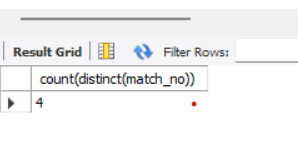 Result Grid Filter Rows:
count(distinct(match_no))
4